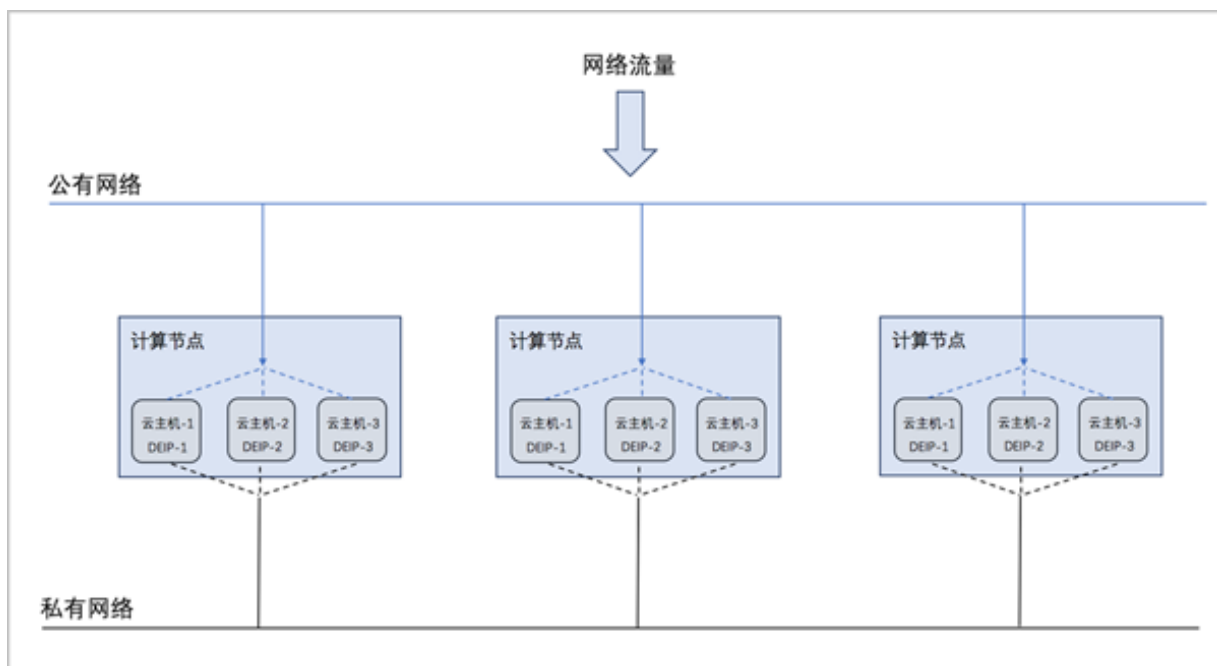 网络流量
公有网络
计算节点
计算节点
计算节点
云主机-1
DEIP-1
云主机-2
DEIP-2
云主机-3
DEIP-3
云主机-1
DEIP-1
云主机-2
DEIP-2
云主机-3
DEIP-3
云主机-1
DEIP-1
云主机-2
DEIP-2
云主机-3
DEIP-3
私有网络